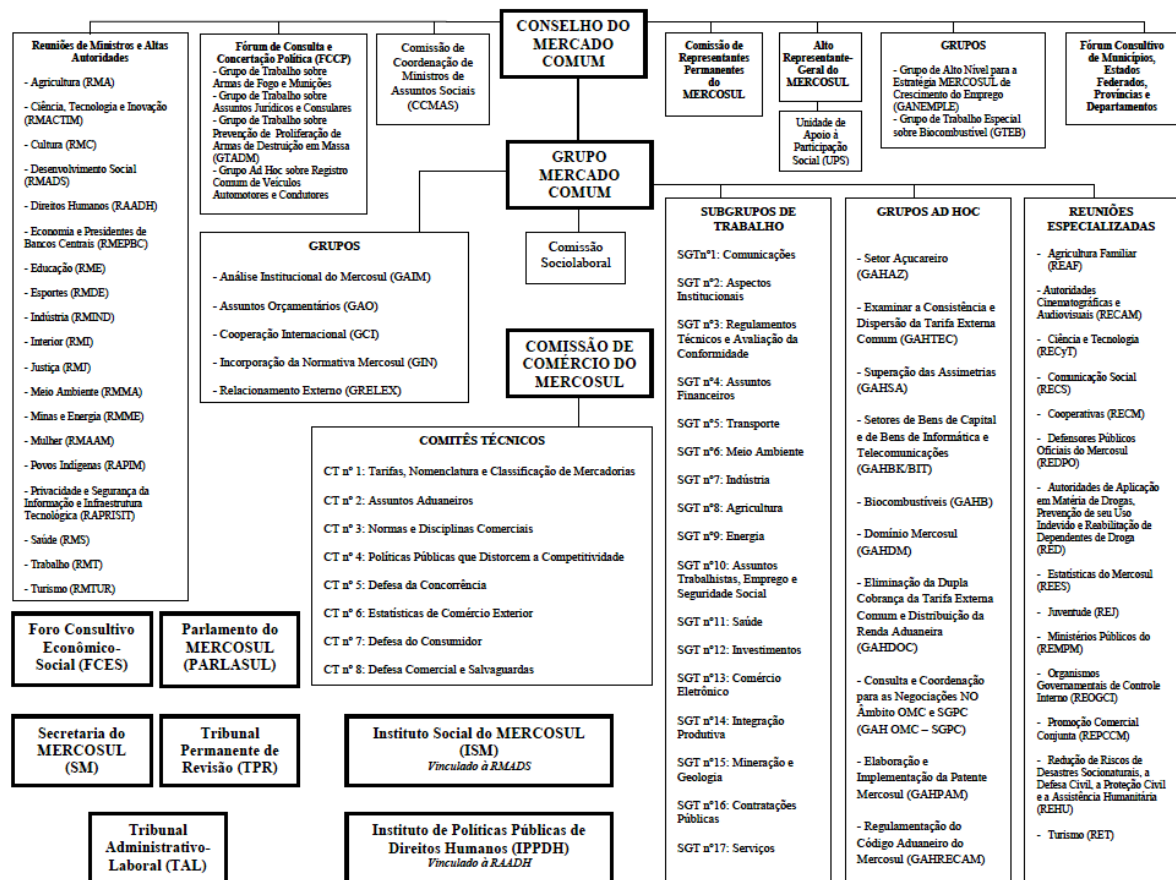 CONSELHO DO
MERCADO
COMUM
Reuniões de Ministros e Altas
Autoridades
- Agricultura (RMA)
- Ciência, Tecnologia e Inovação
(RMACTIM)
- Cultura (RMC)
- Desenvolvimento Social
(RMADS)
- Direitos Humanos (RAADH)
- Economia e Presidentes de
Bancos Centrais (RMEPBC)
- Educação (RME)
- Esportes (RMDE)
- Indústria (RMIND)
- Interior (RMI)
- Justiça (RMJ)
- Meio Ambiente (RMMA)
- Minas e Energia (RMME)
- Mulher (RMAAM)
- Povos Indígenas (RAPIM)
- Privacidade e Segurança da
Informação e Infraestrutura
Tecnológica (RAPRISIT)
- Saúde (RMS)
- Trabalho (RMT)
- Turismo (RMTUR)
Fórum de Consulta e
Concertação Política (FCCP)
- Grupo de Trabalho sobre
Armas de Fogo e Munições
- Grupo de Trabalho sobre
Assuntos Jurídicos e Consulares
- Grupo de Trabalho sobre
Prevenção de Proliferação de
Armas de Destruição em Massa
(GTADM)
- Grupo Ad Hoc sobre Registro
Comum de Veículos
Automotores e Condutores
Comissão de
Coordenação de
Ministros de
Assuntos Sociais
(CCMAS)
Comissão de
Representantes
Permanentes do
MERCOSUL
Alto
Representante-
Geral do
MERCOSUL
Unidade de
Apoio à
Participação
Social (UPS)
GRUPOS
- Grupo de Alto Nível para a
Estratégia MERCOSUL de
Crescimento do Emprego
(GANEMPLE)
- Grupo de Trabalho Especial
sobre Biocombustível (GTEB)
Fórum Consultivo
de Municípios,
Estados
Federados,
Províncias e
Departamentos
GRUPO
MERCADO
COMUM
GRUPOS
- Análise Institucional do Mercosul (GAIM)
- Assuntos Orçamentários (GAO)
- Cooperação Internacional (GCI)
- Incorporação da Normativa Mercosul (GIN)
- Relacionamento Externo (GRELEX)
Comissão
Sociolaboral
COMISSÃO DE
COMÉRCIO DO
MERCOSUL
COMITÊS TÉCNICOS
CT nº 1: Tarifas, Nomenclatura e Classificação de Mercadorias
CT nº 2: Assuntos Aduaneiros
CT nº 3: Normas e Disciplinas Comerciais
CT nº 4: Políticas Públicas que Distorcem a Competitividade
CT nº 5: Defesa da Concorrência
CT nº 6: Estatísticas de Comércio Exterior
CT nº 7: Defesa do Consumidor
CT nº 8: Defesa Comercial e Salvaguardas
SUBGRUPOS DE
TRABALHO
SGTnº1: Comunicações
SGT nº2: Aspectos
Institucionais
SGT nº3: Regulamentos
Técnicos e Avaliação da
Conformidade
SGT nº4: Assuntos
Financeiros
SGT nº5: Transporte
SGT nº6: Meio Ambiente
SGT nº7: Indústria
SGT nº8: Agricultura
SGT nº9: Energia
SGT nº10: Assuntos
Trabalhistas, Emprego e
Seguridade Social
SGT nº11: Saúde
SGT nº12: Investimentos
SGT nº13: Comércio
Eletrônico
SGT nº14: Integração
Produtiva
SGT nº15: Mineração e
Geologia
SGT nº16: Contratações
Públicas
SGT nº17: Serviços
GRUPOS AD HOC
- Setor Açucareiro
(GAHAZ)
- Examinar a Consistência e
Dispersão da Tarifa Externa
Comum (GAHTEC)
- Superação das Assimetrias
(GAHSA)
- Setores de Bens de Capital
e de Bens de Informática e
Telecomunicações
(GAHBK/BIT)
- Biocombustíveis (GAHB)
- Domínio Mercosul
(GAHDM)
- Eliminação da Dupla
Cobrança da Tarifa Externa
Comum e Distribuição da
Renda Aduaneira
(GAHDOC)
- Consulta e Coordenação
para as Negociações NO
Âmbito OMC e SGPC
(GAH OMC – SGPC)
- Elaboração e
Implementação da Patente
Mercosul (GAHPAM)
- Regulamentação do
Código Aduaneiro do
Mercosul (GAHRECAM)
REUNIÕES
ESPECIALIZADAS
- Agricultura Familiar
(REAF)
- Autoridades
Cinematográficas e
Audiovisuais (RECAM)
- Ciência e Tecnologia
(RECyT)
- Comunicação Social
(RECS)
- Cooperativas (RECM)
- Defensores Públicos
Oficiais do Mercosul
(REDPO)
- Autoridades de Aplicação
em Matéria de Drogas,
Prevenção de seu Uso
Indevido e Reabilitação de
Dependentes de Droga
(RED)
- Estatísticas do Mercosul
(REES)
- Juventude (REJ)
- Ministérios Públicos do
(REMPM)
- Organismos
Governamentais de Controle
Interno (REOGCI)
- Promoção Comercial
Conjunta (REPCCM)
- Redução de Riscos de
Desastres Socionaturais, a
Defesa Civil, a Proteção Civil
e a Assistência Humanitária
(REHU)
- Turismo (RET)
Foro Consultivo
Econômico-
Social (FCES)
Parlamento do
MERCOSUL
(PARLASUL)
Secretaria do
MERCOSUL
(SM)
Tribunal
Permanente de
Revisão (TPR)
Instituto Social do MERCOSUL
(ISM)
Vinculado à RMADS
Tribunal
Administrativo-
Laboral (TAL)
Instituto de Políticas Públicas de
Direitos Humanos (IPPDH)
Vinculado à RAADH